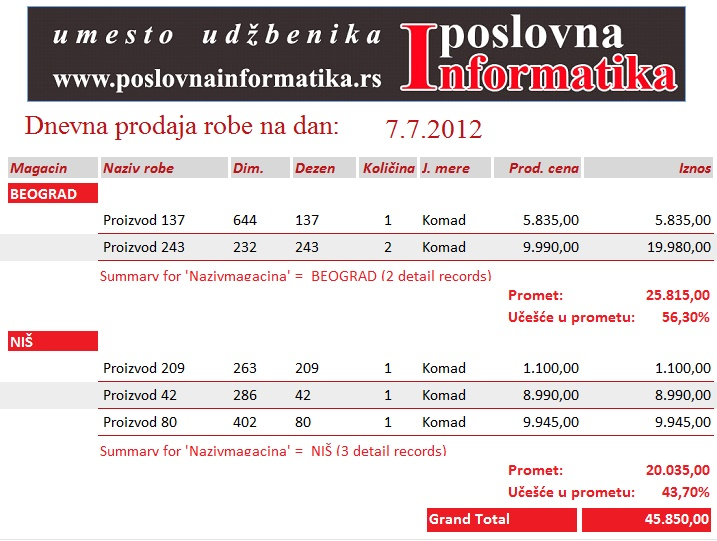 umesto udžbenika
www.poslovnainformatika.rs
poslovna
Informatika
Dnevna prodaja robe na dan: 7.7.2012
Magacin Naziv robe Dim. Dezen Količina J. mere Prod. cena Iznos
BEOGRAD
Proizvod 137 644 137 1 Komad 5.835,00 5.835,00
Proizvod 243 232 243 2 Komad 9.990,00 19.980,00
Summary for 'Nazivmagacina' = BEOGRAD (2 detail records)
Promet: 25.815,00
Učešće u prometu: 56,30%
NIŠ
Proizvod 209 263 209 1 Komad 1.100,00 1.100,00
Proizvod 42 286 42 1 Komad 8.990,00 8.990,00
Proizvod 80 402 80 1 Komad 9.945,00 9.945,00
Summary for 'Nazivmagacina' = NIŠ (3 detail records)
Promet: 20.035,00
Učešće u prometu: 43,70%
Grand Total 45.850,00